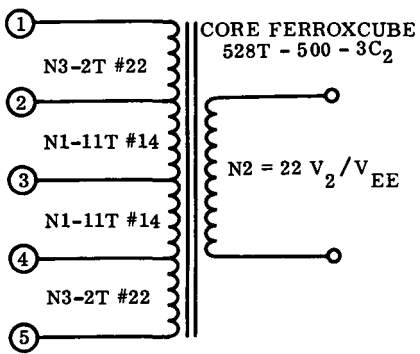 1
CORE FERROXCUBE
528T - 500 - 3C₂
N3-2T #22
2
N1-11T #14
N2 = 22 V₂/V_EE
3
N1-11T #14
4
N3-2T #22
5